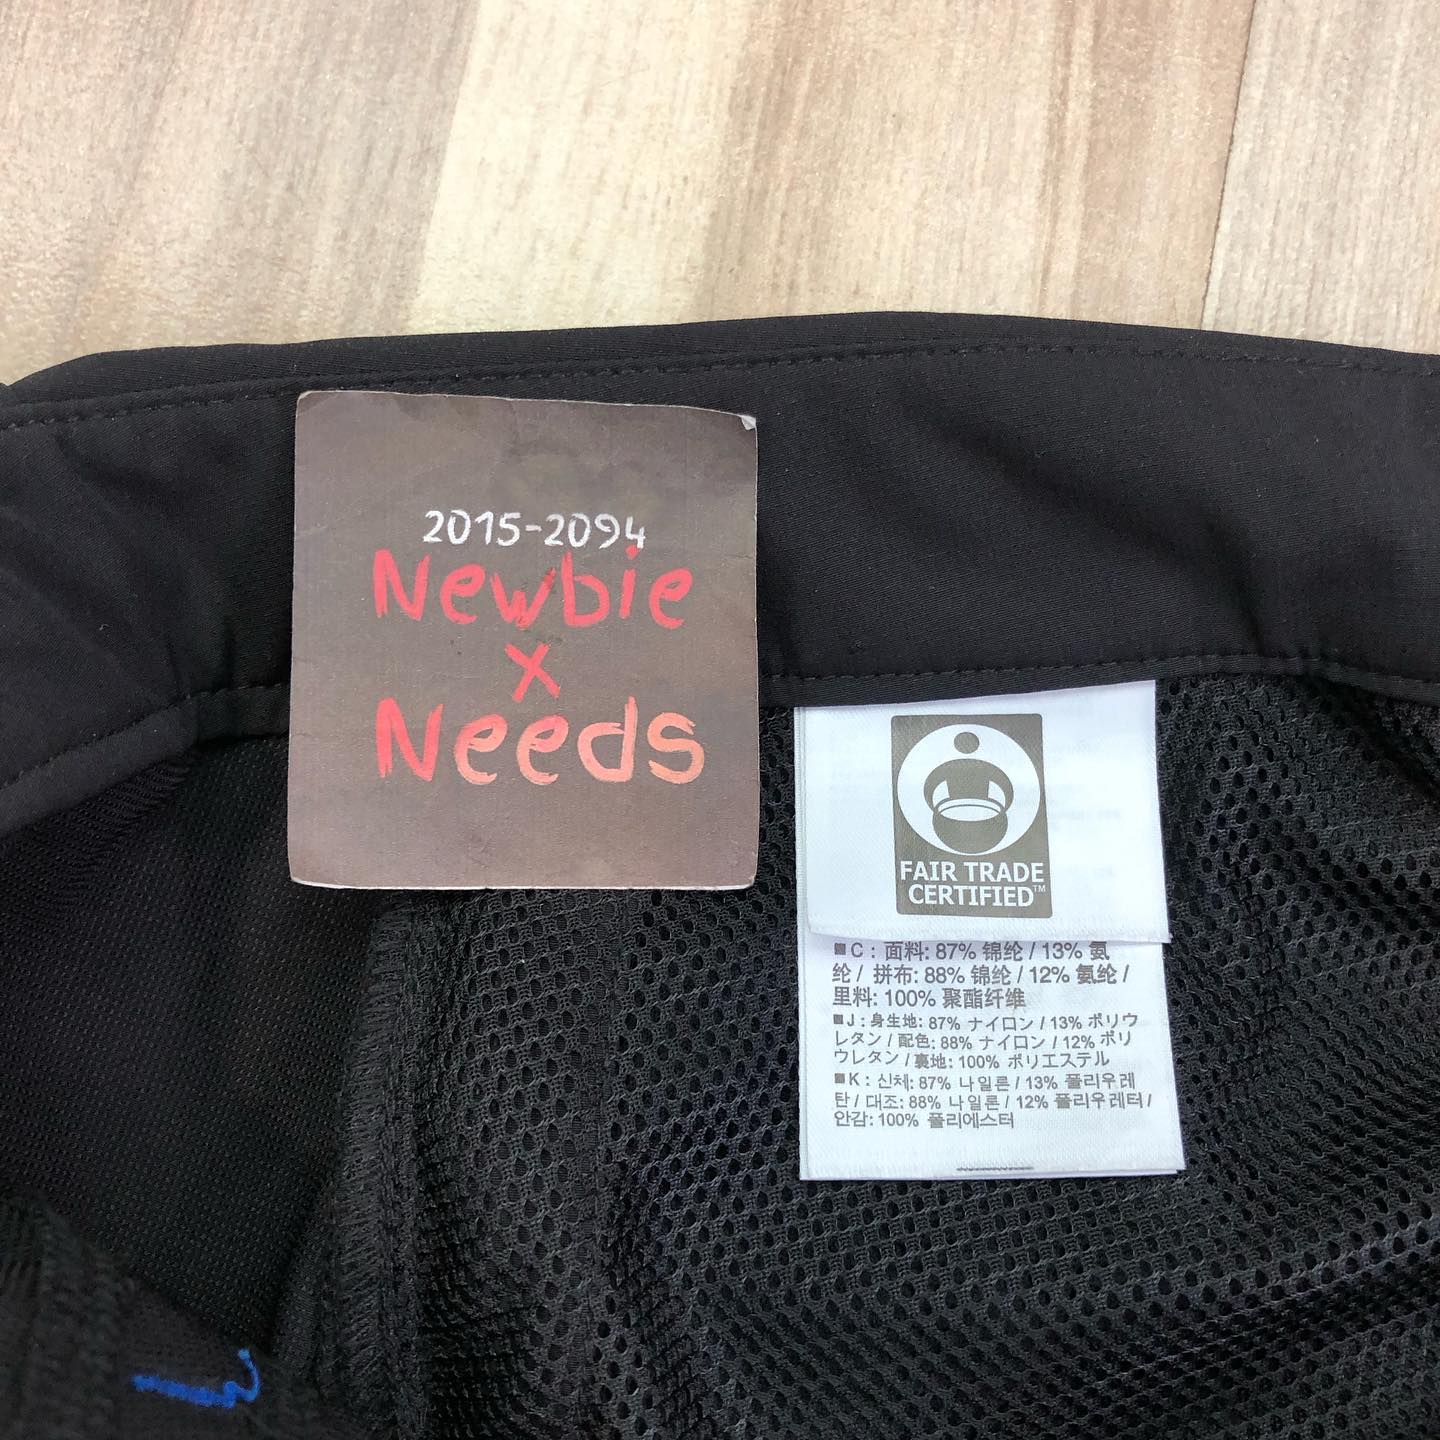 2015-2094
Newbie
x
Needs
FAIR TRADE
CERTIFIED™
■C：面料: 87% 锦纶 / 13% 氨
纶 / 拼布: 88% 锦纶 / 12% 氨纶 /
里料: 100% 聚酯纤维
■J：身生地: 87% ナイロン / 13% ポリウ
レタン / 配色: 88% ナイロン / 12% ポリ
ウレタン / 裏地: 100% ポリエステル
■K：신체: 87% 나일론 / 13% 폴리우레
탄 / 대조: 88% 나일론 / 12% 폴리우레터 /
안감: 100% 폴리에스터